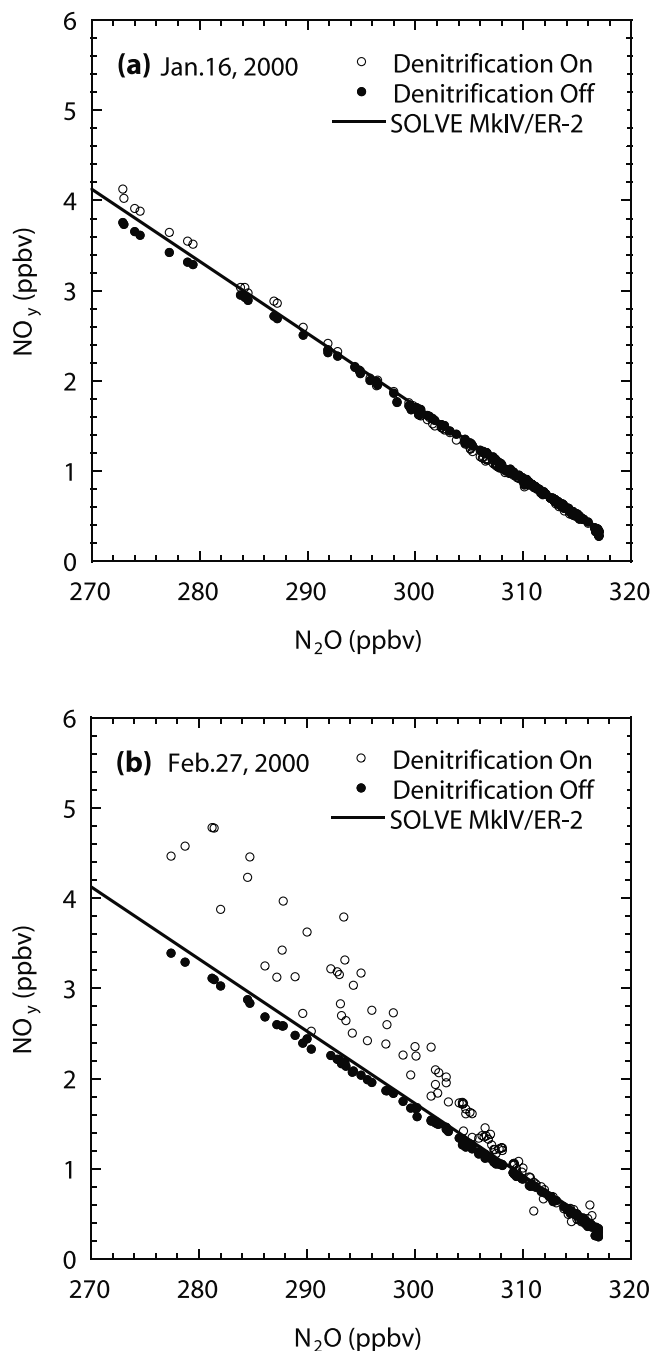 6
5
4
3
2
1
0
NOy (ppbv)
(a) Jan.16, 2000
Denitrification On
Denitrification Off
SOLVE MkIV/ER-2
270 280 290 300 310 320
N₂O (ppbv)
6
5
4
3
2
1
0
NOy (ppbv)
(b) Feb.27, 2000
Denitrification On
Denitrification Off
SOLVE MkIV/ER-2
270 280 290 300 310 320
N₂O (ppbv)